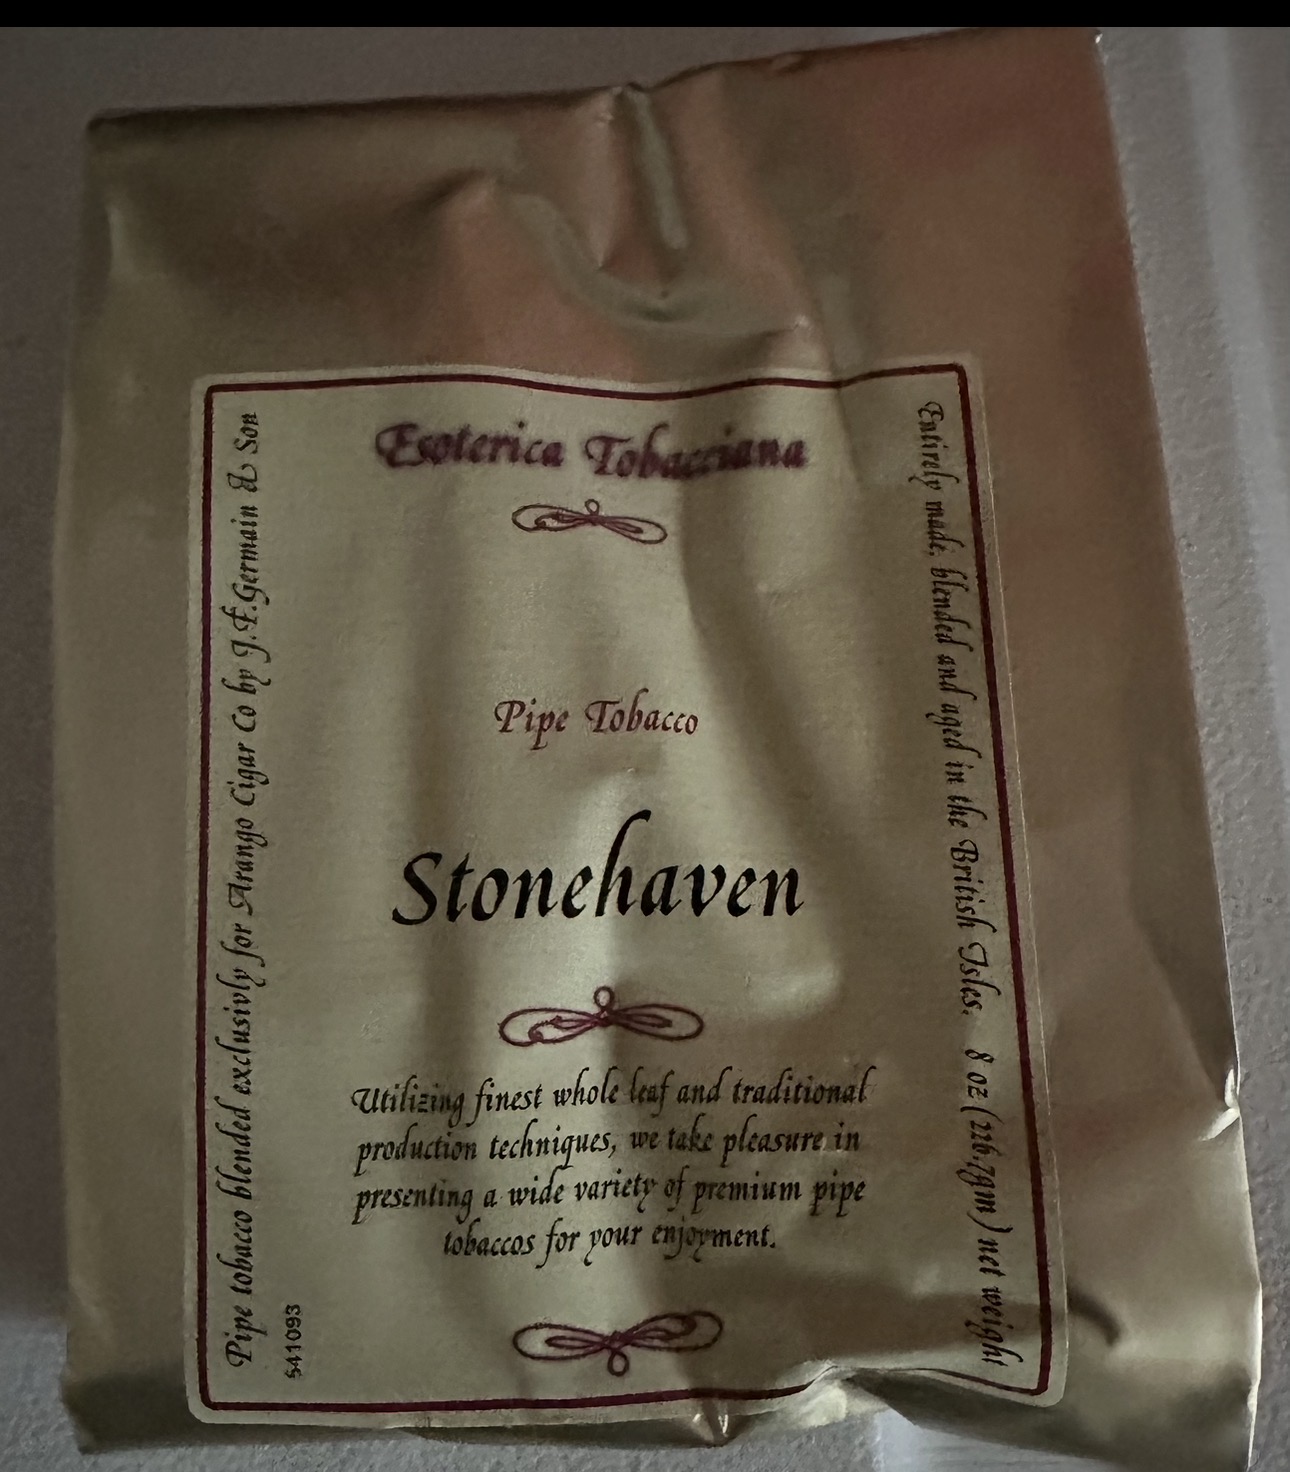 Esoterica Tobacciana
Pipe Tobacco
Stonehaven
Utilizing finest whole leaf and traditional
production techniques, we take pleasure in
presenting a wide variety of premium pipe
tobaccos for your enjoyment.
Pipe tobacco blended exclusivly for Arango Cigar Co by J.F.Germain & Son
541093
Entirely made, blended and aged in the British Isles. 8 oz (226.7gm) net weight